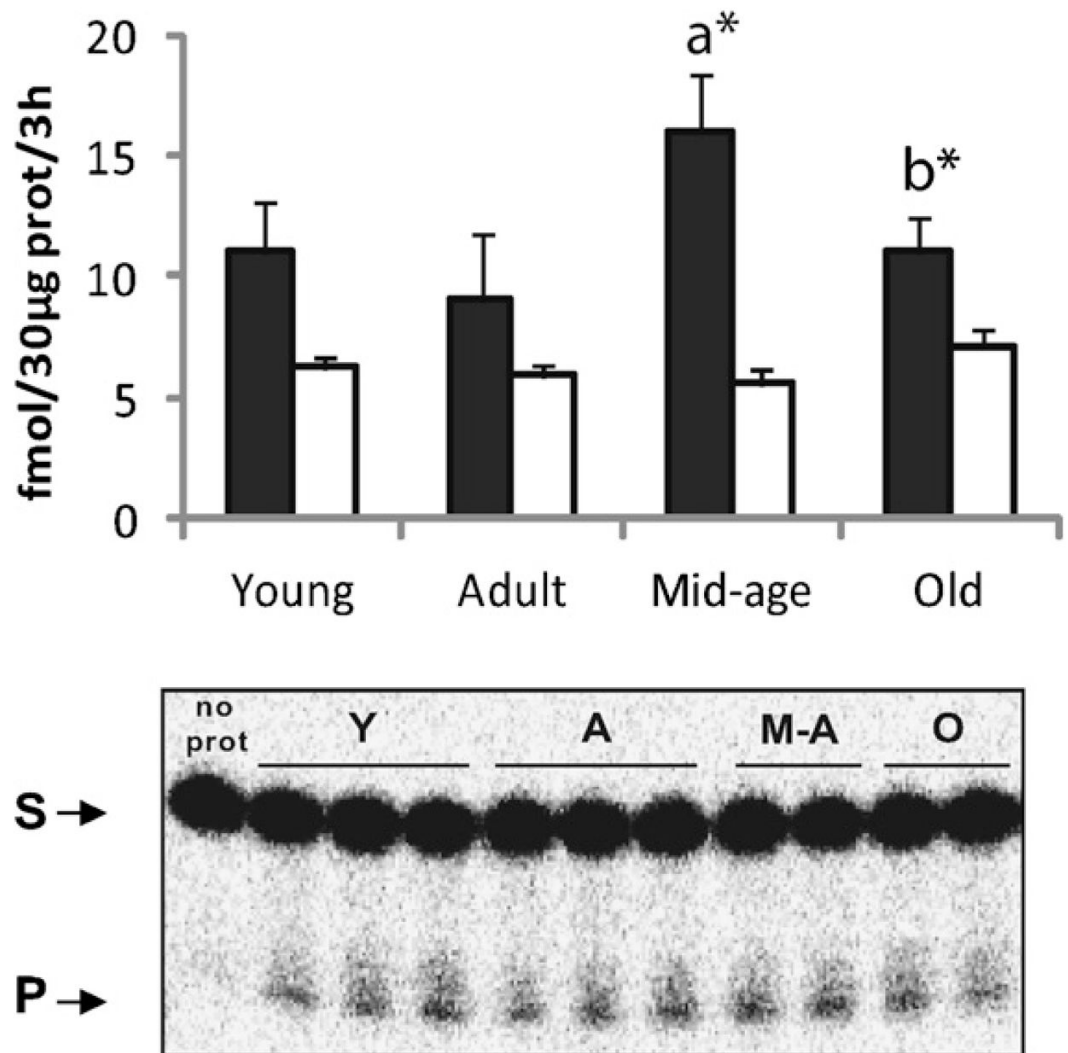 fmol/30µg prot/3h
20
15
10
5
0
a*
b*
Young Adult Mid-age Old
no prot
Y A M-A O
S
P